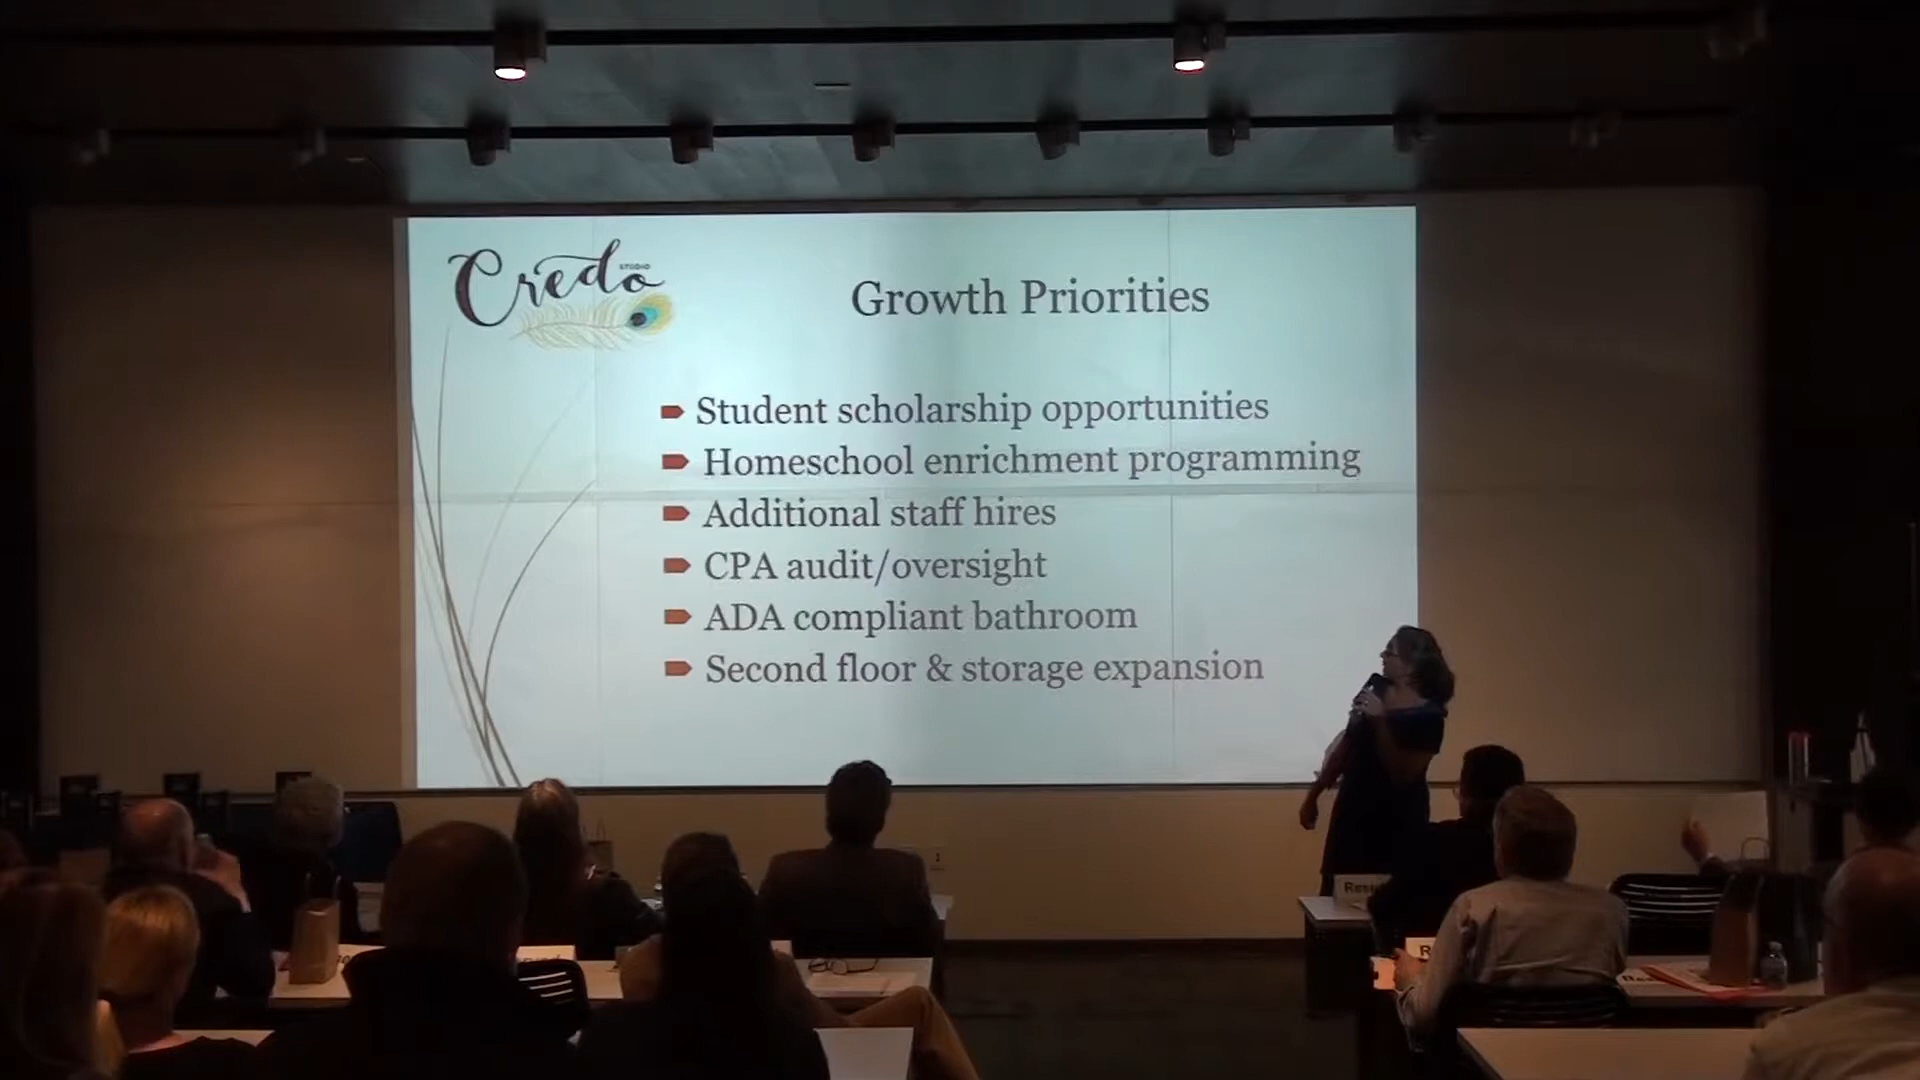 Credo
STUDIO
Growth Priorities
Student scholarship opportunities
Homeschool enrichment programming
Additional staff hires
CPA audit/oversight
ADA compliant bathroom
Second floor & storage expansion